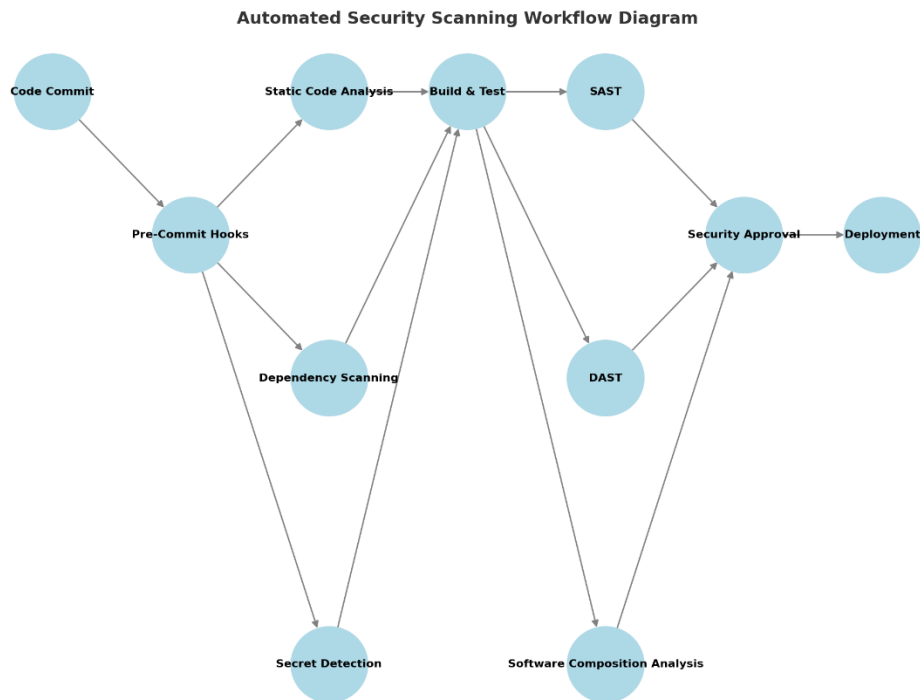 Automated Security Scanning Workflow Diagram
Code Commit
Static Code Analysis
Build & Test
SAST
Pre-Commit Hooks
Security Approval
Deployment
Dependency Scanning
DAST
Secret Detection
Software Composition Analysis